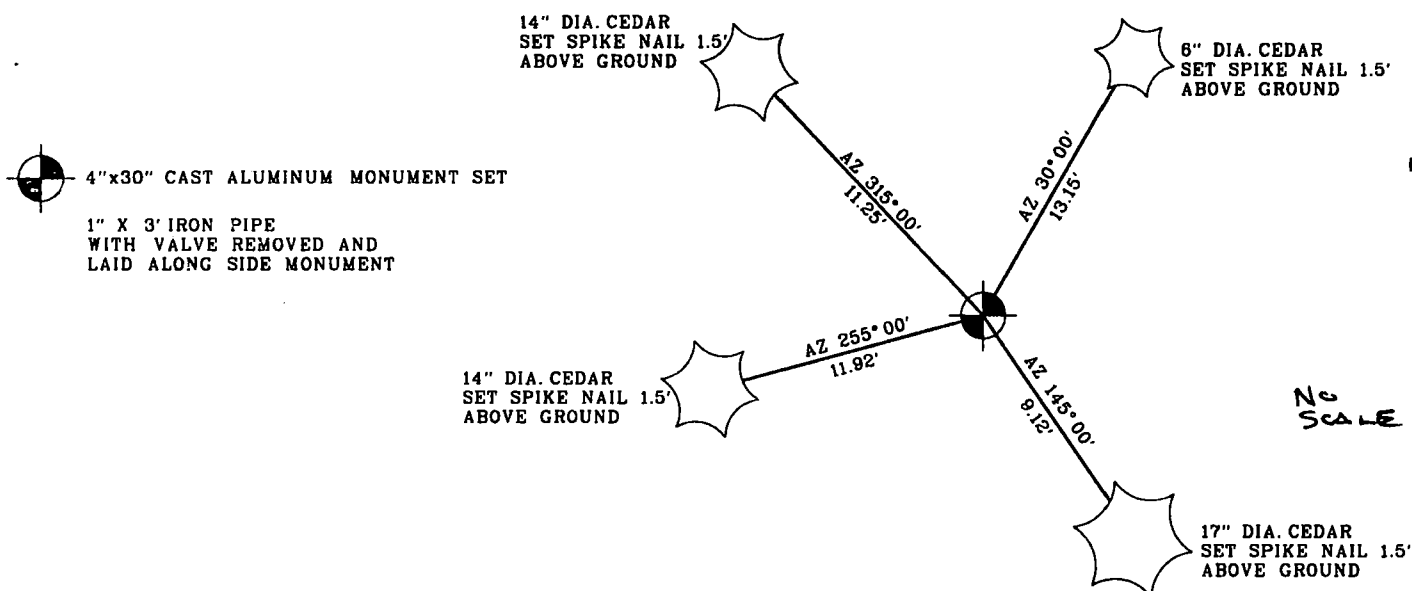 14" DIA. CEDAR
SET SPIKE NAIL 1.5'
ABOVE GROUND
6" DIA. CEDAR
SET SPIKE NAIL 1.5'
ABOVE GROUND
4"x30" CAST ALUMINUM MONUMENT SET
1" X 3' IRON PIPE
WITH VALVE REMOVED AND
LAID ALONG SIDE MONUMENT
AZ 315°00'
11.25'
AZ 30°00'
13.15'
AZ 255°00'
11.92'
14" DIA. CEDAR
SET SPIKE NAIL 1.5'
ABOVE GROUND
AZ 145°00'
9.12'
No
SCALE
17" DIA. CEDAR
SET SPIKE NAIL 1.5'
ABOVE GROUND